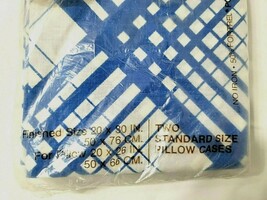 Finished Size 20 x 30 IN.
50 x 76 CM.
For Pillow 20 x 26 IN.
50 x 66 CM.
TWO
STANDARD SIZE
PILLOW CASES
NO IRON • 50%